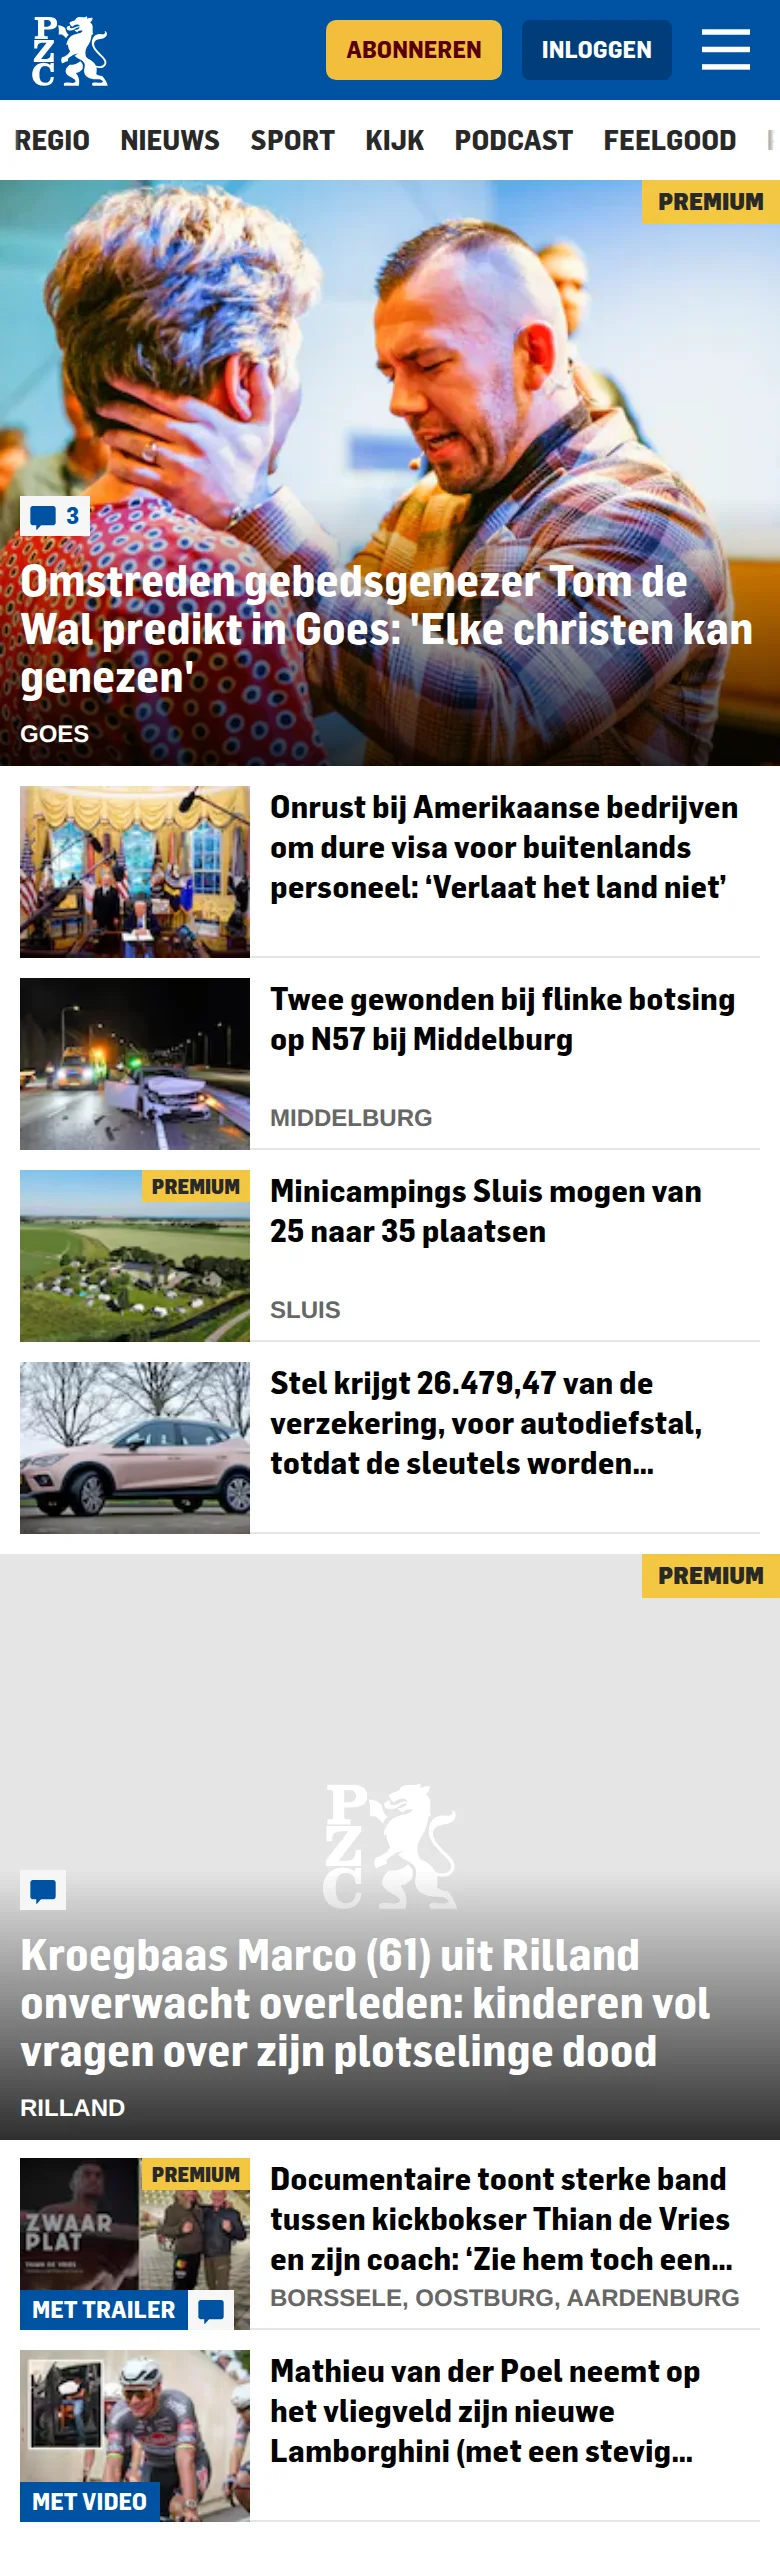 P
Z
C
ABONNEREN
INLOGGEN
REGIO NIEUWS SPORT KIJK PODCAST FEELGOOD
PREMIUM
3
Omstreden gebedsgenezer Tom de
Wal predikt in Goes: 'Elke christen kan
genezen'
GOES
Onrust bij Amerikaanse bedrijven
om dure visa voor buitenlands
personeel: ‘Verlaat het land niet’
Twee gewonden bij flinke botsing
op N57 bij Middelburg
MIDDELBURG
PREMIUM
Minicampings Sluis mogen van
25 naar 35 plaatsen
SLUIS
Stel krijgt 26.479,47 van de
verzekering, voor autodiefstal,
totdat de sleutels worden...
PREMIUM
P
Z
C
Kroegbaas Marco (61) uit Rilland
onverwacht overleden: kinderen vol
vragen over zijn plotselinge dood
RILLAND
PREMIUM
ZWAAR
PLAT
MET TRAILER
Documentaire toont sterke band
tussen kickbokser Thian de Vries
en zijn coach: ‘Zie hem toch een...
BORSSELE, OOSTBURG, AARDENBURG
Mathieu van der Poel neemt op
het vliegveld zijn nieuwe
Lamborghini (met een stevig...
MET VIDEO